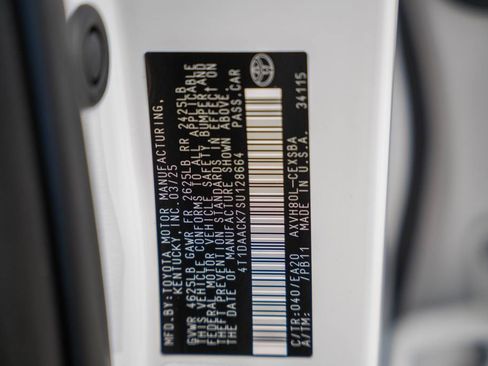 MFD.BY:TOYOTA MOTOR MANUFACTURING,
KENTUCKY,INC.03/25
GVWR 4625LB GAWR FR 2625LB RR 2425LB
THIS VEHICLE CONFORMS TO ALL APPLICABLE
FEDERAL MOTOR VEHICLE SAFETY BUMPER,AND
THEFT PREVENTION STANDARDS IN EFFECT ON
THE DATE OF MANUFACTURE SHOWN ABOVE.
4T1DAACK7SU128664 PASS.CAR
C/TR:040/EA20 AXVH80L-CEXSBA
A/TM: /PB11 MADE IN U.S.A.
34115